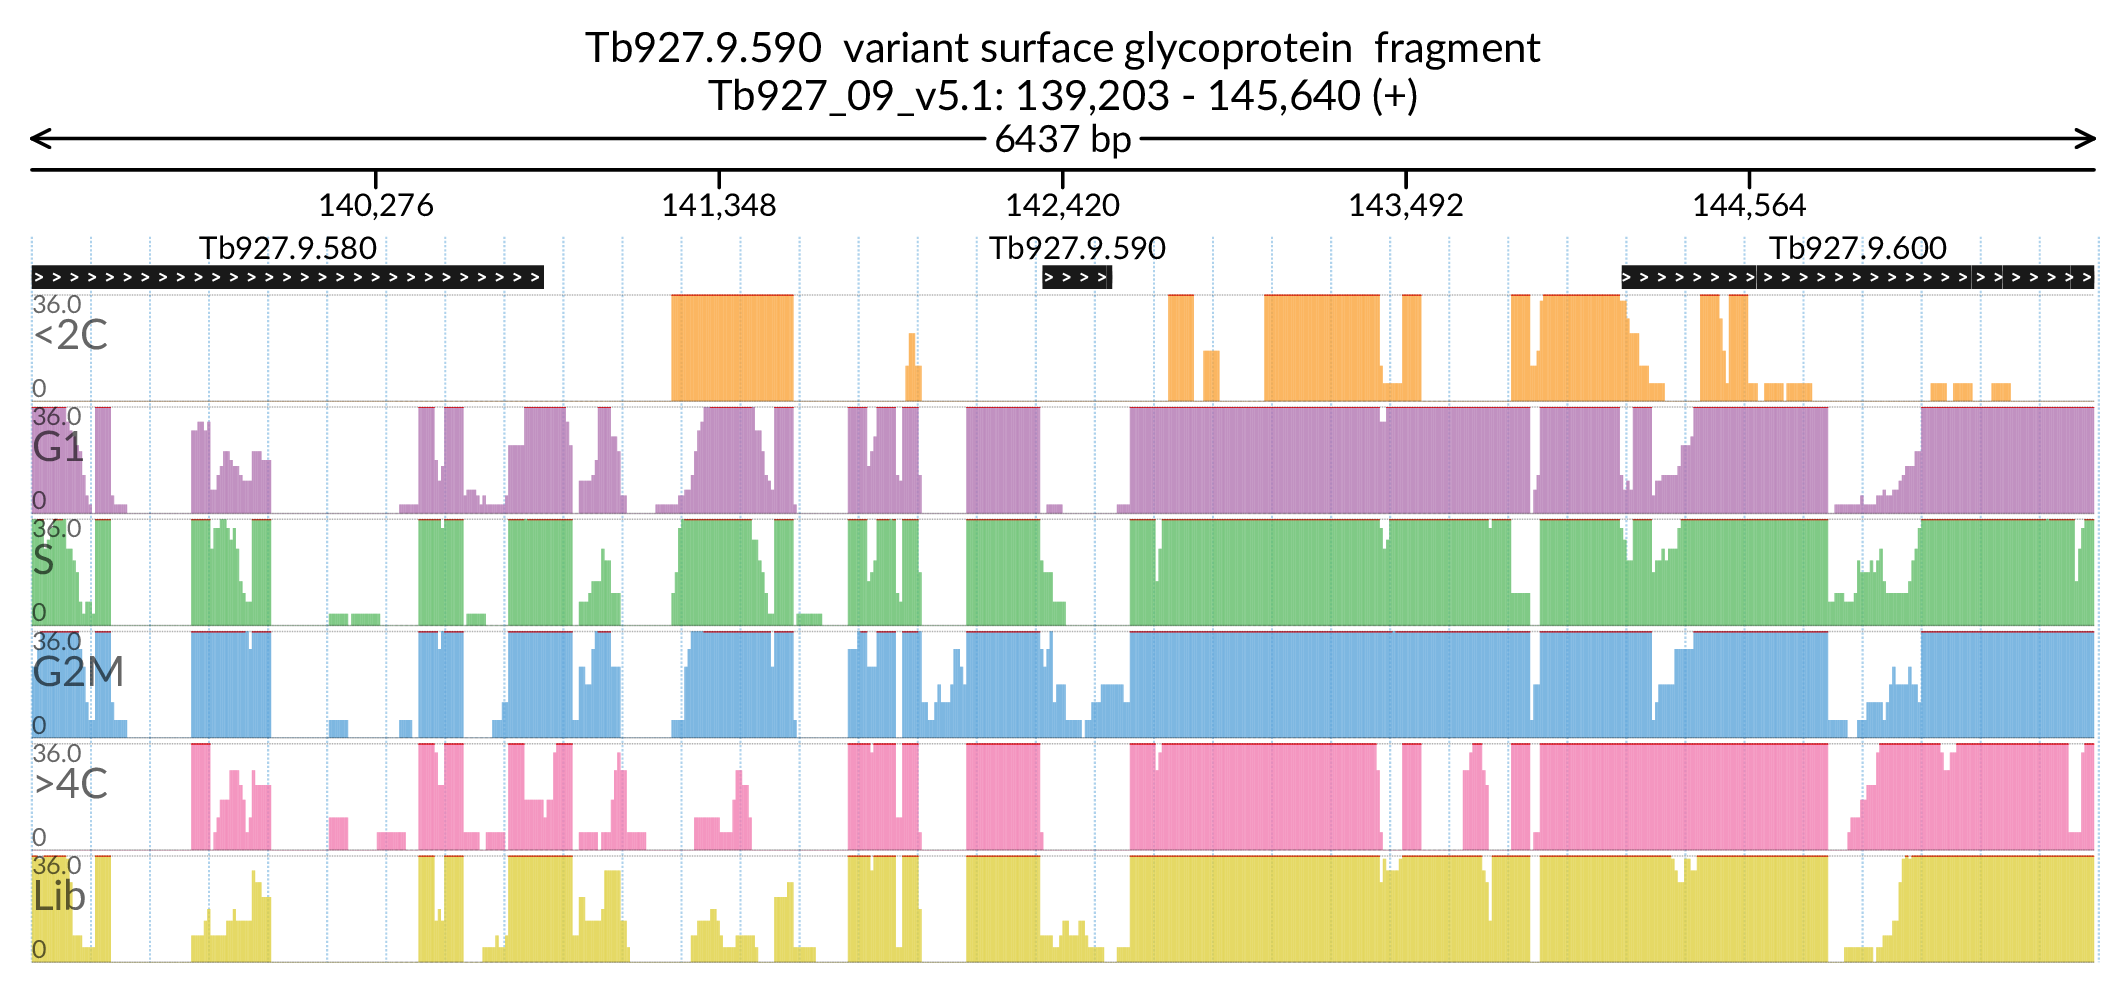 Tb927.9.590  variant surface glycoprotein  fragment
Tb927_09_v5.1: 139,203 - 145,640 (+)
6437 bp
140,276 141,348 142,420 143,492 144,564
Tb927.9.580 Tb927.9.590 Tb927.9.600
36.0
<2C
0
36.0
G1
0
36.0
S
0
36.0
G2M
0
36.0
>4C
0
36.0
Lib
0